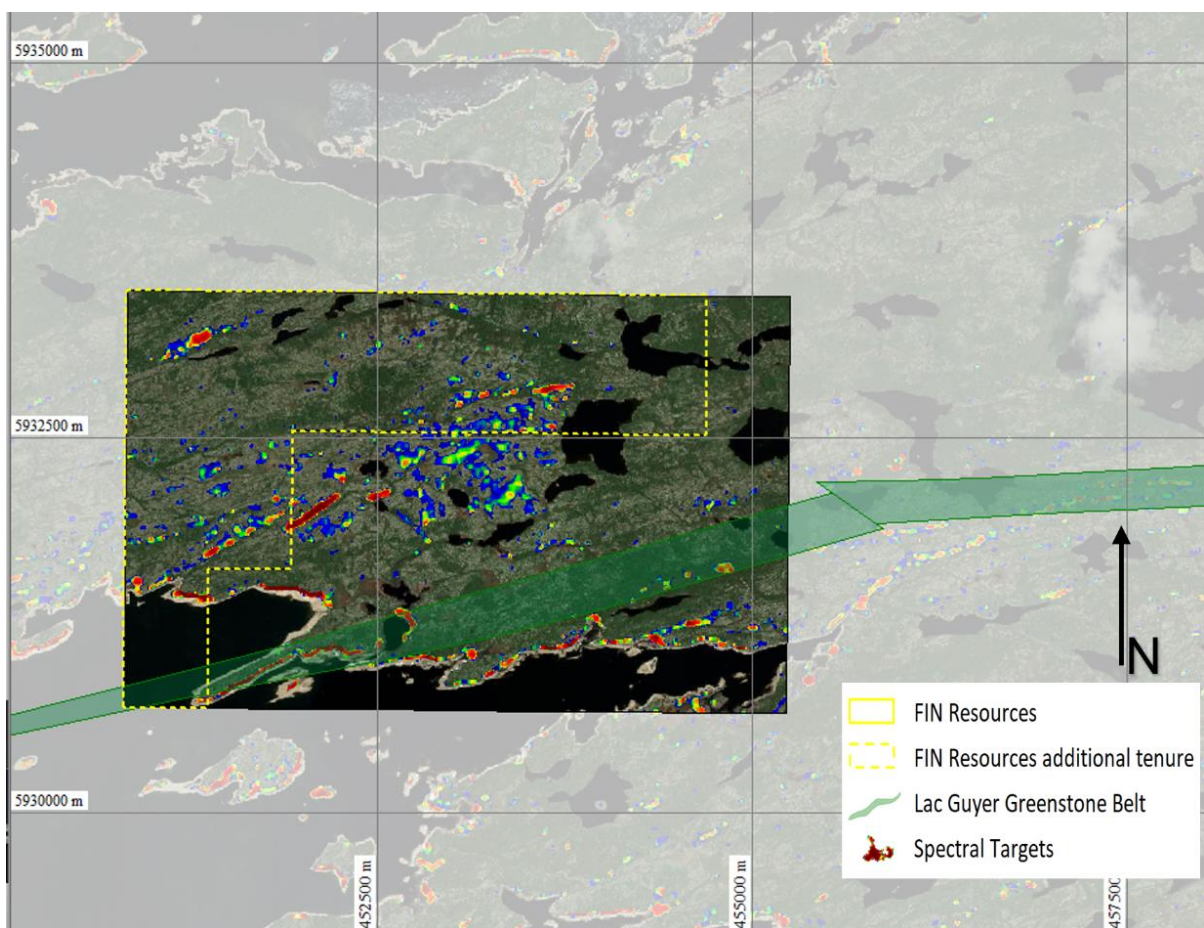 5935000 m
5932500 m
5930000 m
452500 m
455000 m
457500 m
N
FIN Resources
FIN Resources additional tenure
Lac Guyer Greenstone Belt
Spectral Targets